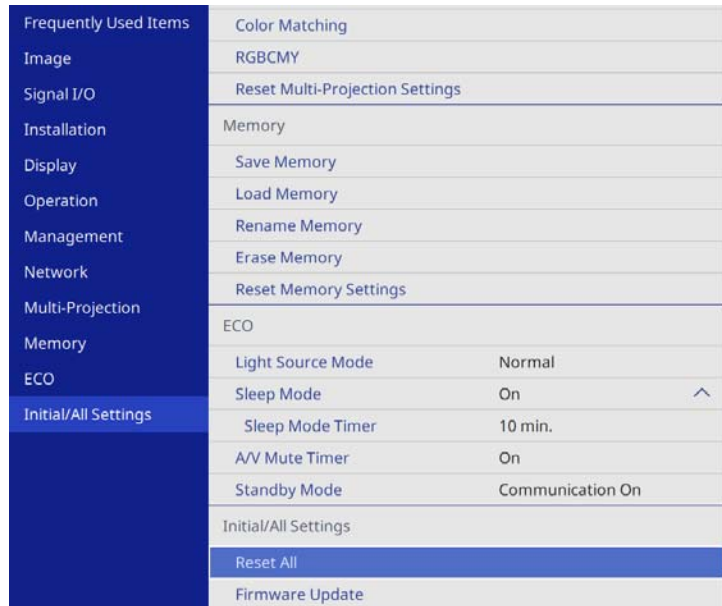 Frequently Used Items
Image
Signal I/O
Installation
Display
Operation
Management
Network
Multi-Projection
Memory
ECO
Initial/All Settings
Color Matching
RGBCMY
Reset Multi-Projection Settings
Memory
Save Memory
Load Memory
Rename Memory
Erase Memory
Reset Memory Settings
ECO
Light Source Mode Normal
Sleep Mode On
Sleep Mode Timer 10 min.
A/V Mute Timer On
Standby Mode Communication On
Initial/All Settings
Reset All
Firmware Update